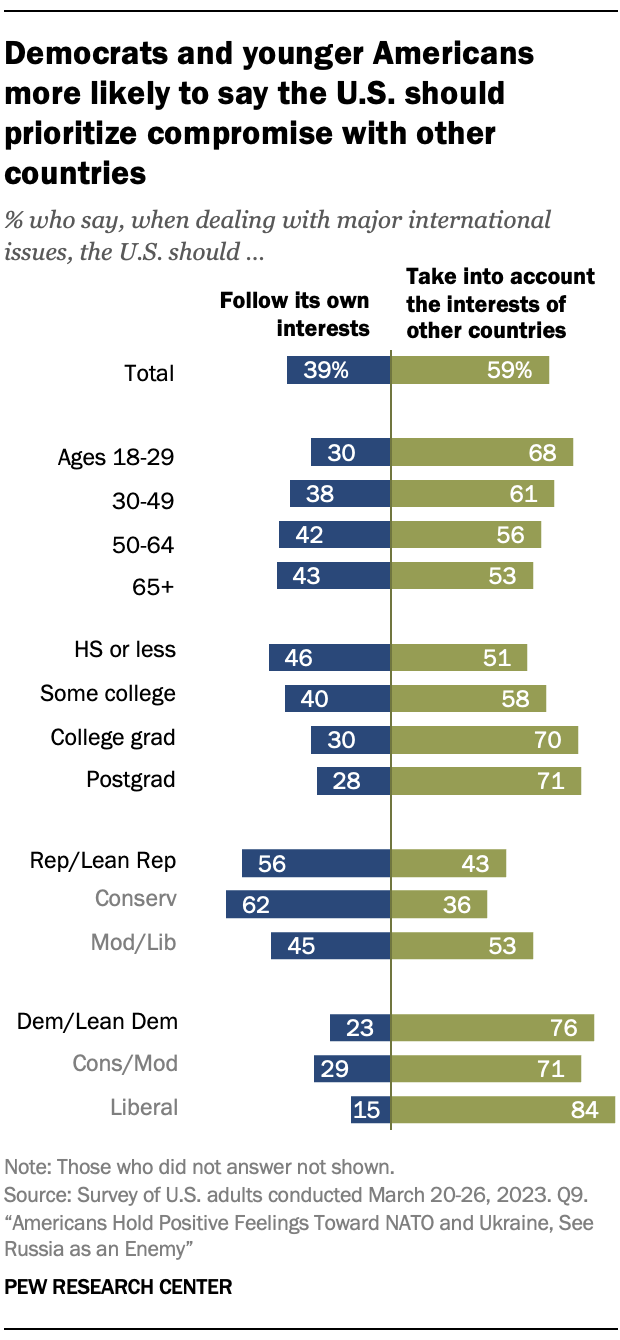 Democrats and younger Americans
more likely to say the U.S. should
prioritize compromise with other
countries
% who say, when dealing with major international
issues, the U.S. should ...
Follow its own
interests
Take into account
the interests of
other countries
Total 39% 59%
Ages 18-29 30 68
30-49 38 61
50-64 42 56
65+ 43 53
HS or less 46 51
Some college 40 58
College grad 30 70
Postgrad 28 71
Rep/Lean Rep 56 43
Conserv 62 36
Mod/Lib 45 53
Dem/Lean Dem 23 76
Cons/Mod 29 71
Liberal 15 84
Note: Those who did not answer not shown.
Source: Survey of U.S. adults conducted March 20-26, 2023. Q9.
“Americans Hold Positive Feelings Toward NATO and Ukraine, See
Russia as an Enemy”
PEW RESEARCH CENTER